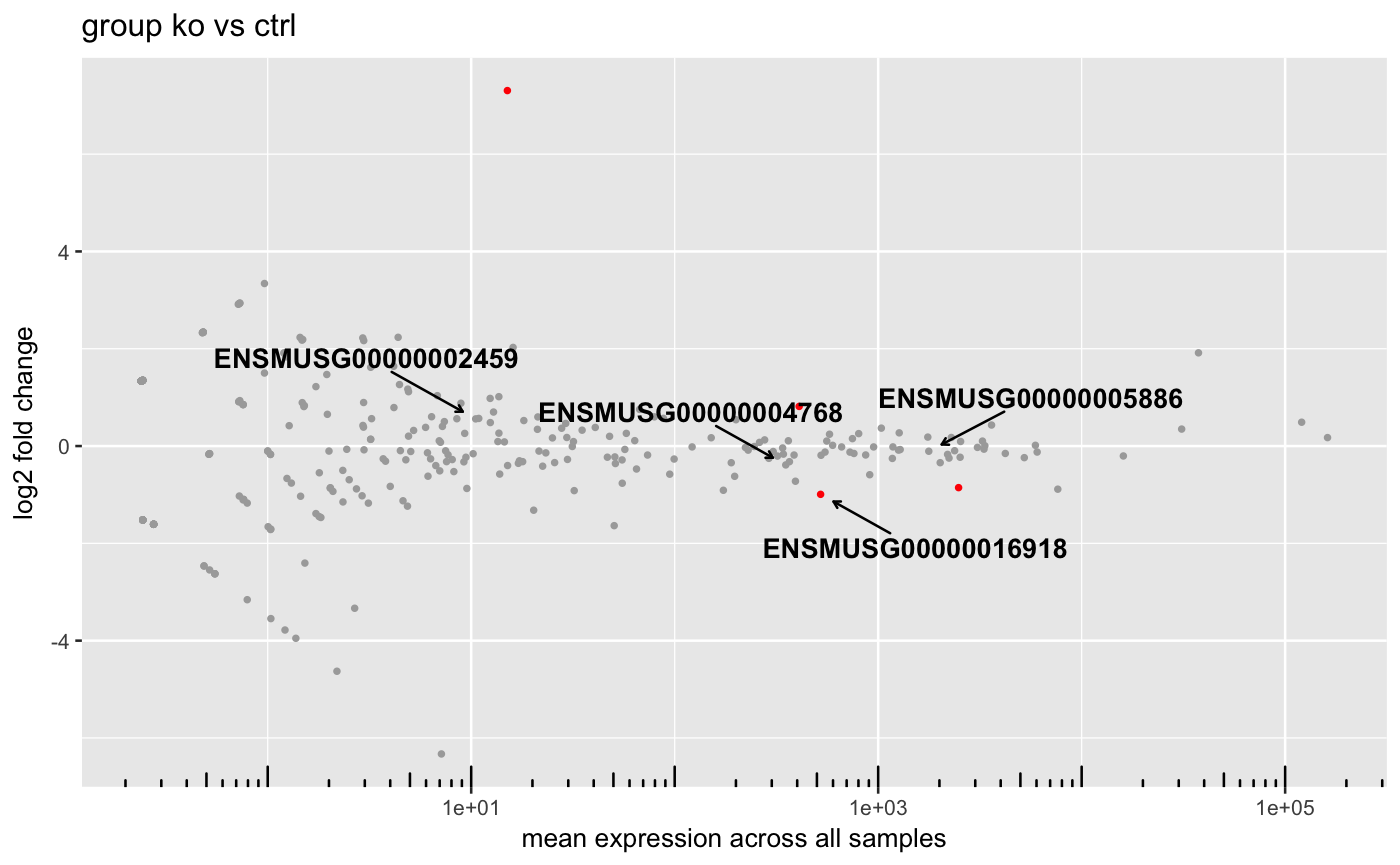 group ko vs ctrl
log2 fold change
4
0
-4
ENSMUSG00000002459
ENSMUSG00000004768
ENSMUSG00000005886
ENSMUSG00000016918
1e+01
1e+03
1e+05
mean expression across all samples